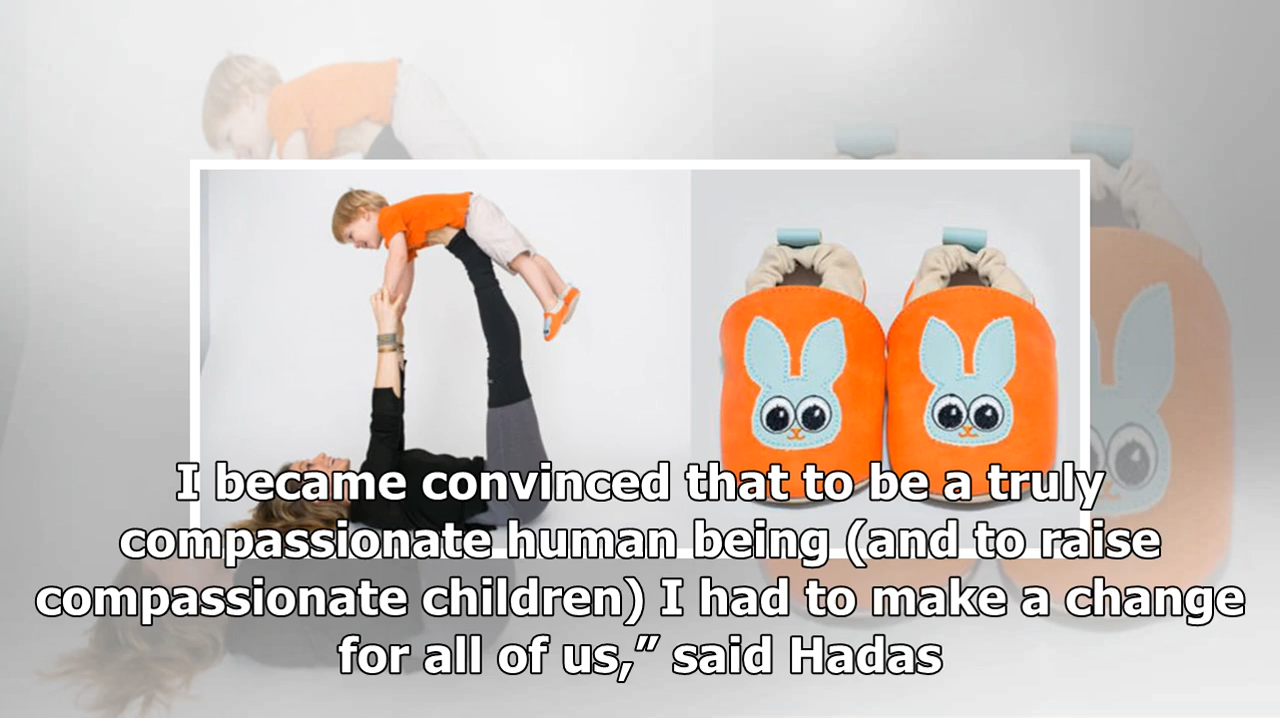 I became convinced that to be a truly
compassionate human being (and to raise
compassionate children) I had to make a change
for all of us,” said Hadas